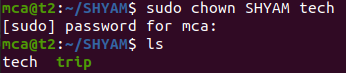 mca@t2:~/SHYAM$ sudo chown SHYAM tech
[sudo] password for mca:
mca@t2:~/SHYAM$ ls
tech  trip